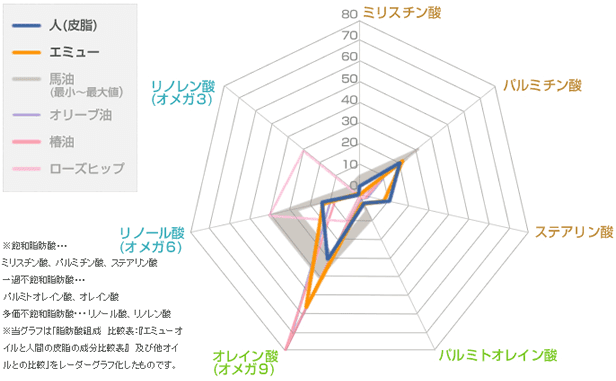 人(皮脂)
エミュー
馬油
(最小〜最大値)
オリーブ油
椿油
ローズヒップ
80
70
60
50
40
30
20
10
0
ミリスチン酸
パルミチン酸
ステアリン酸
パルミトオレイン酸
オレイン酸
(オメガ9)
リノール酸
(オメガ6)
リノレン酸
(オメガ3)
※飽和脂肪酸・・・
ミリスチン酸、パルミチン酸、ステアリン酸
一過不飽和脂肪酸・・・
パルミトオレイン酸、オレイン酸
多価不飽和脂肪酸・・・リノール酸、リノレン酸
※当グラフは「脂肪酸組成 比較表:『エミューオ
イルと人間の皮脂の成分比較表』 及び他オイ
ルとの比較」をレーダーグラフ化したものです。